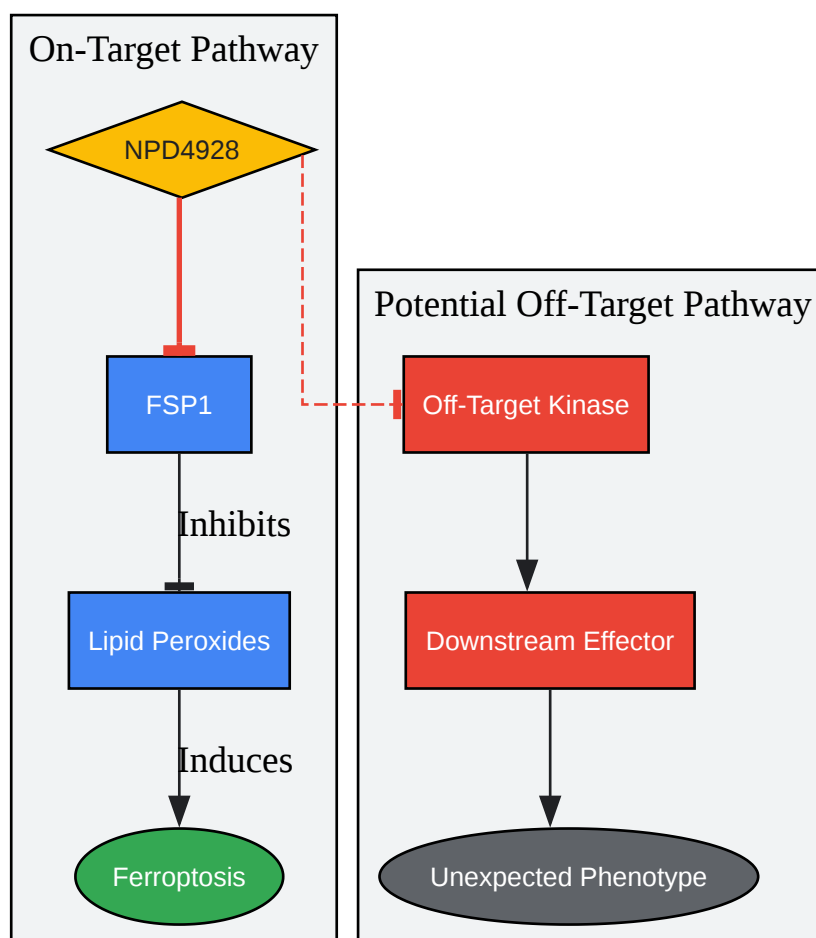 On-Target Pathway
NPD4928
FSP1
Inhibits
Lipid Peroxides
Induces
Ferroptosis
Potential Off-Target Pathway
Off-Target Kinase
Downstream Effector
Unexpected Phenotype